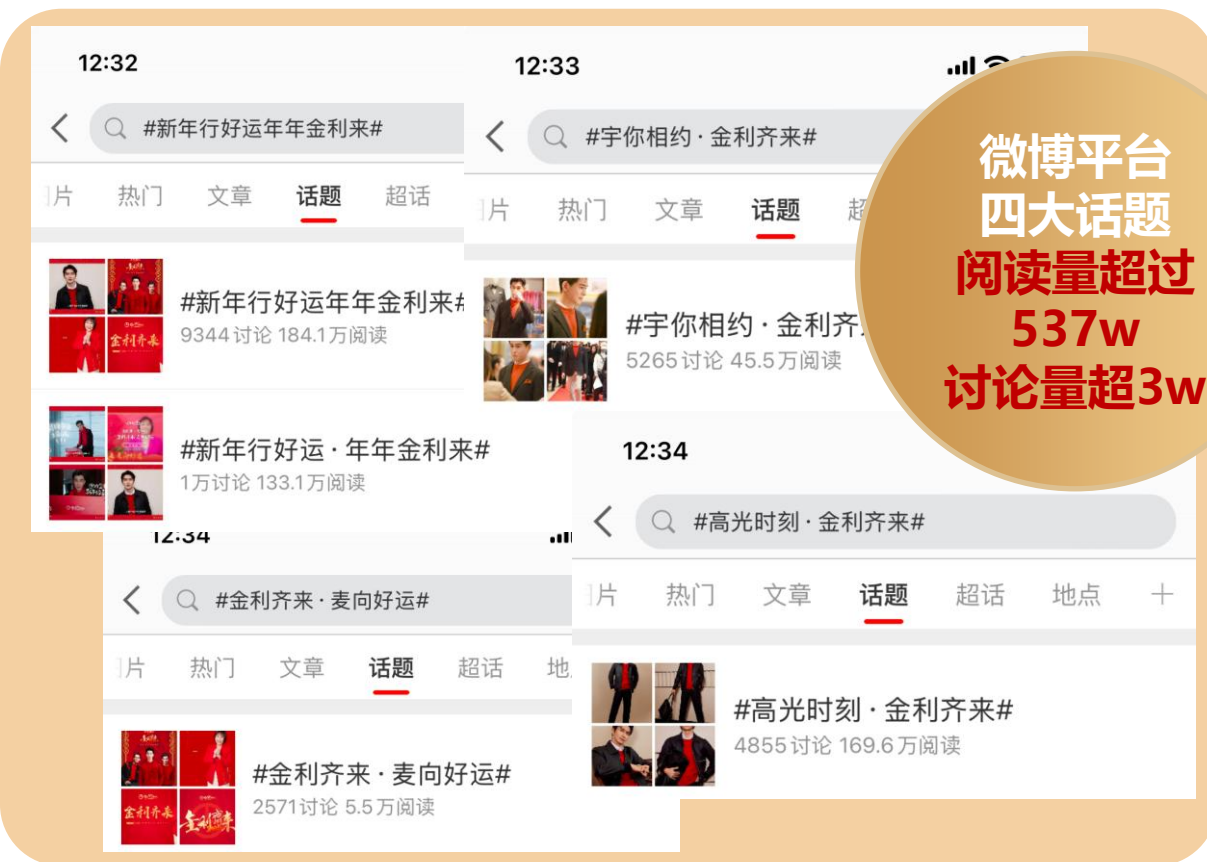 12:32
#新年行好运年年金利来#
片 热门 文章 话题 超话
#新年行好运年年金利来#
9344讨论 184.1万阅读
#新年行好运·年年金利来#
1万讨论 133.1万阅读
12:33
#宇你相约·金利齐来#
片 热门 文章 话题 超
#宇你相约·金利齐
5265讨论 45.5万阅读
微博平台
四大话题
阅读量超过
537w
讨论量超3w
12:34
#金利齐来·麦向好运#
片 热门 文章 话题 超话 地
#金利齐来·麦向好运#
2571讨论 5.5万阅读
金利齐来
12:34
#高光时刻·金利齐来#
片 热门 文章 话题 超话 地点
#高光时刻·金利齐来#
4855讨论 169.6万阅读